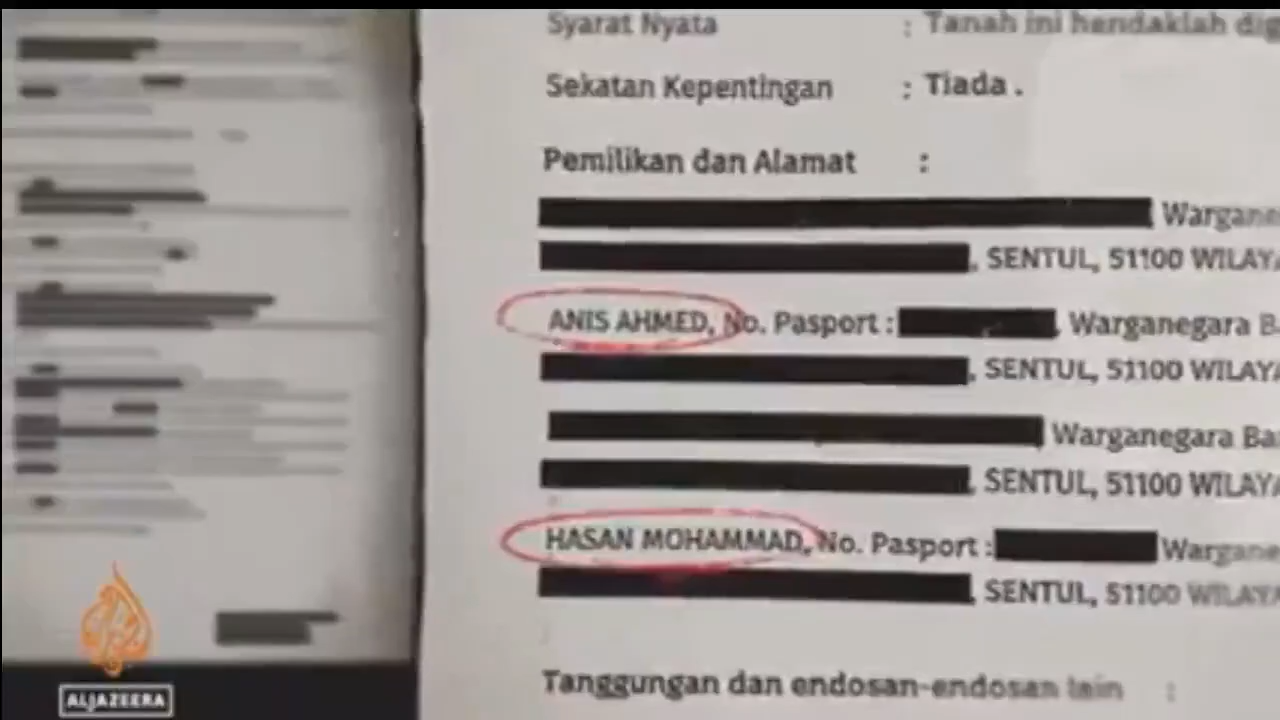 Syarat Nyata : Tanah ini hendaklah dig
Sekatan Kepentingan : Tiada .
Pemilikan dan Alamat :
Wargane
, SENTUL, 51100 WILAYA
ANIS AHMED, No. Pasport : , Warganegara B
, SENTUL, 51100 WILAYA
Warganegara Ba
, SENTUL, 51100 WILAYA
HASAN MOHAMMAD, No. Pasport : Wargane
, SENTUL, 51100 WILAYA
Tanggungan dan endosan-endosan lain :
ALJAZEERA